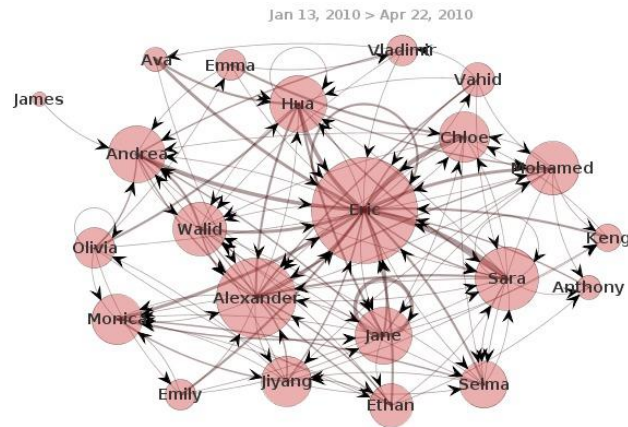 Jan 13, 2010 > Apr 22, 2010
Vladimir
Ava
Emma
Vahid
James
Hua
Chloe
Andrea
Mohamed
Eric
Walid
Keng
Olivia
Sara
Anthony
Alexander
Monica
Jane
Jiyang
Selma
Emily
Ethan